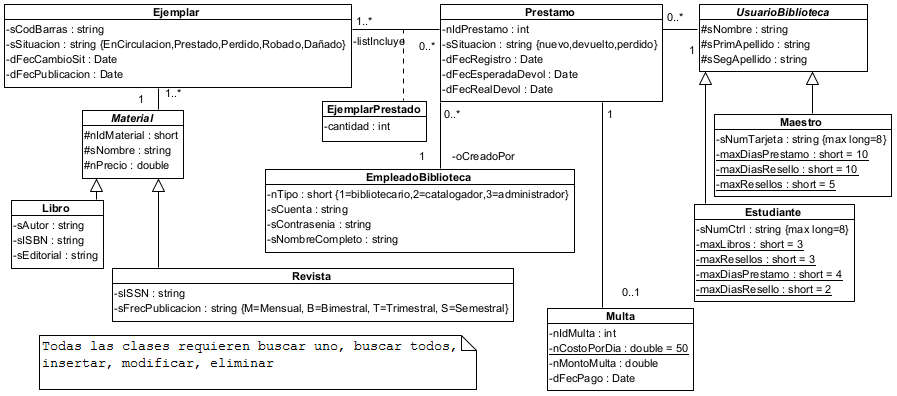 Ejemplar
-sCodBarras : string
-sSituacion : string {EnCirculacion,Prestado,Perdido,Robado,Dañado}
-dFecCambioSit : Date
-dFecPublicacion : Date
1..*
-listIncluye
0..*
Prestamo
-nIdPrestamo : int
-sSituacion : string {nuevo,devuelto,perdido}
-dFecRegistro : Date
-dFecEsperadaDevol : Date
-dFecRealDevol : Date
0..*
1
UsuarioBiblioteca
#sNombre : string
#sPrimApellido : string
#sSegApellido : string
1
1..*
Material
#nIdMaterial : short
#sNombre : string
#nPrecio : double
EjemplarPrestado
-cantidad : int
0..*
1
-oCreadoPor
1
Maestro
-sNumTarjeta : string {max long=8}
-maxDiasPrestamo : short = 10
-maxDiasResello : short = 10
-maxResellos : short = 5
EmpleadoBiblioteca
-nTipo : short {1=bibliotecario,2=catalogador,3=administrador}
-sCuenta : string
-sContrasenia : string
-sNombreCompleto : string
Libro
-sAutor : string
-sISBN : string
-sEditorial : string
Estudiante
-sNumCtrl : string {max long=8}
-maxLibros : short = 3
-maxResellos : short = 3
-maxDiasPrestamo : short = 4
-maxDiasResello : short = 2
Revista
-sISSN : string
-sFrecPublicacion : string {M=Mensual, B=Bimestral, T=Trimestral, S=Semestral}
0..1
Multa
-nIdMulta : int
-nCostoPorDia : double = 50
-nMontoMulta : double
-dFecPago : Date
Todas las clases requieren buscar uno, buscar todos,
insertar, modificar, eliminar